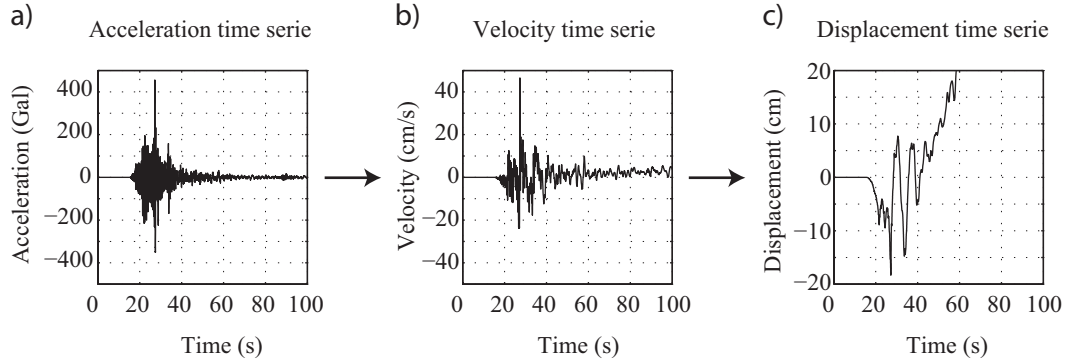 a)
Acceleration time serie
Acceleration (Gal)
400
200
0
−200
−400
0 20 40 60 80 100
Time (s)
b)
Velocity time serie
Velocity (cm/s)
40
20
0
−20
−40
0 20 40 60 80 100
Time (s)
c)
Displacement time serie
Displacement (cm)
20
10
0
−10
−20
0 20 40 60 80 100
Time (s)